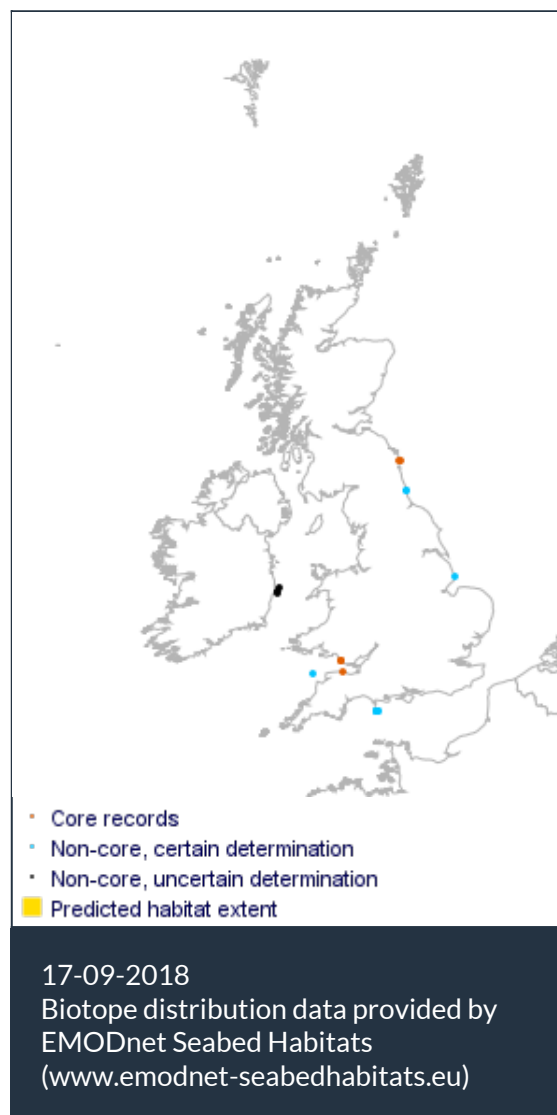 Core records
Non-core, certain determination
Non-core, uncertain determination
Predicted habitat extent
17-09-2018
Biotope distribution data provided by
EMODnet Seabed Habitats
(www.emodnet-seabedhabitats.eu)